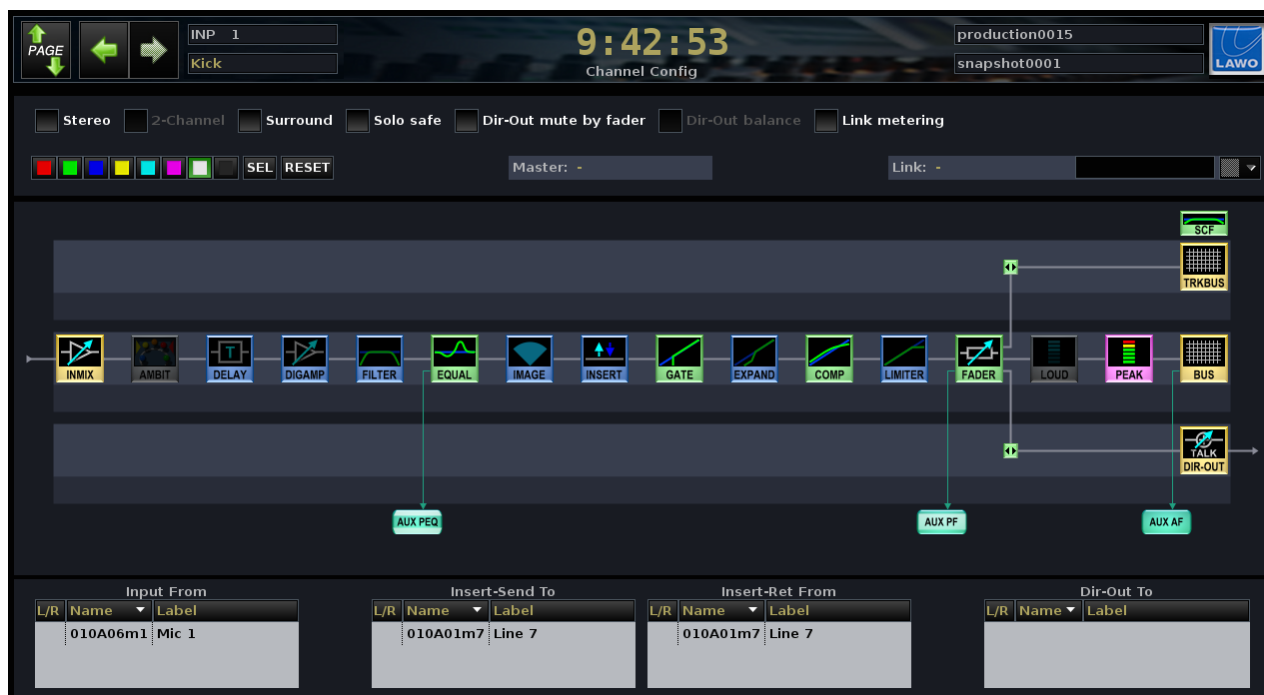 PAGE
INP 1
Kick
9:42:53
Channel Config
production0015
snapshot0001
LAWO
Stereo 2-Channel Surround Solo safe Dir-Out mute by fader Dir-Out balance Link metering
SEL RESET Master: - Link: -
SCF
TRKBUS
INMIX AMBIT T DELAY DIGAMP FILTER EQUAL IMAGE INSERT GATE EXPAND COMP LIMITER FADER LOUD PEAK BUS
TALK
DIR-OUT
AUX PEQ AUX PF AUX AF
Input From Insert-Send To Insert-Ret From Dir-Out To
L/R Name Label L/R Name Label L/R Name Label L/R Name Label
010A06m1 Mic 1 010A01m7 Line 7 010A01m7 Line 7